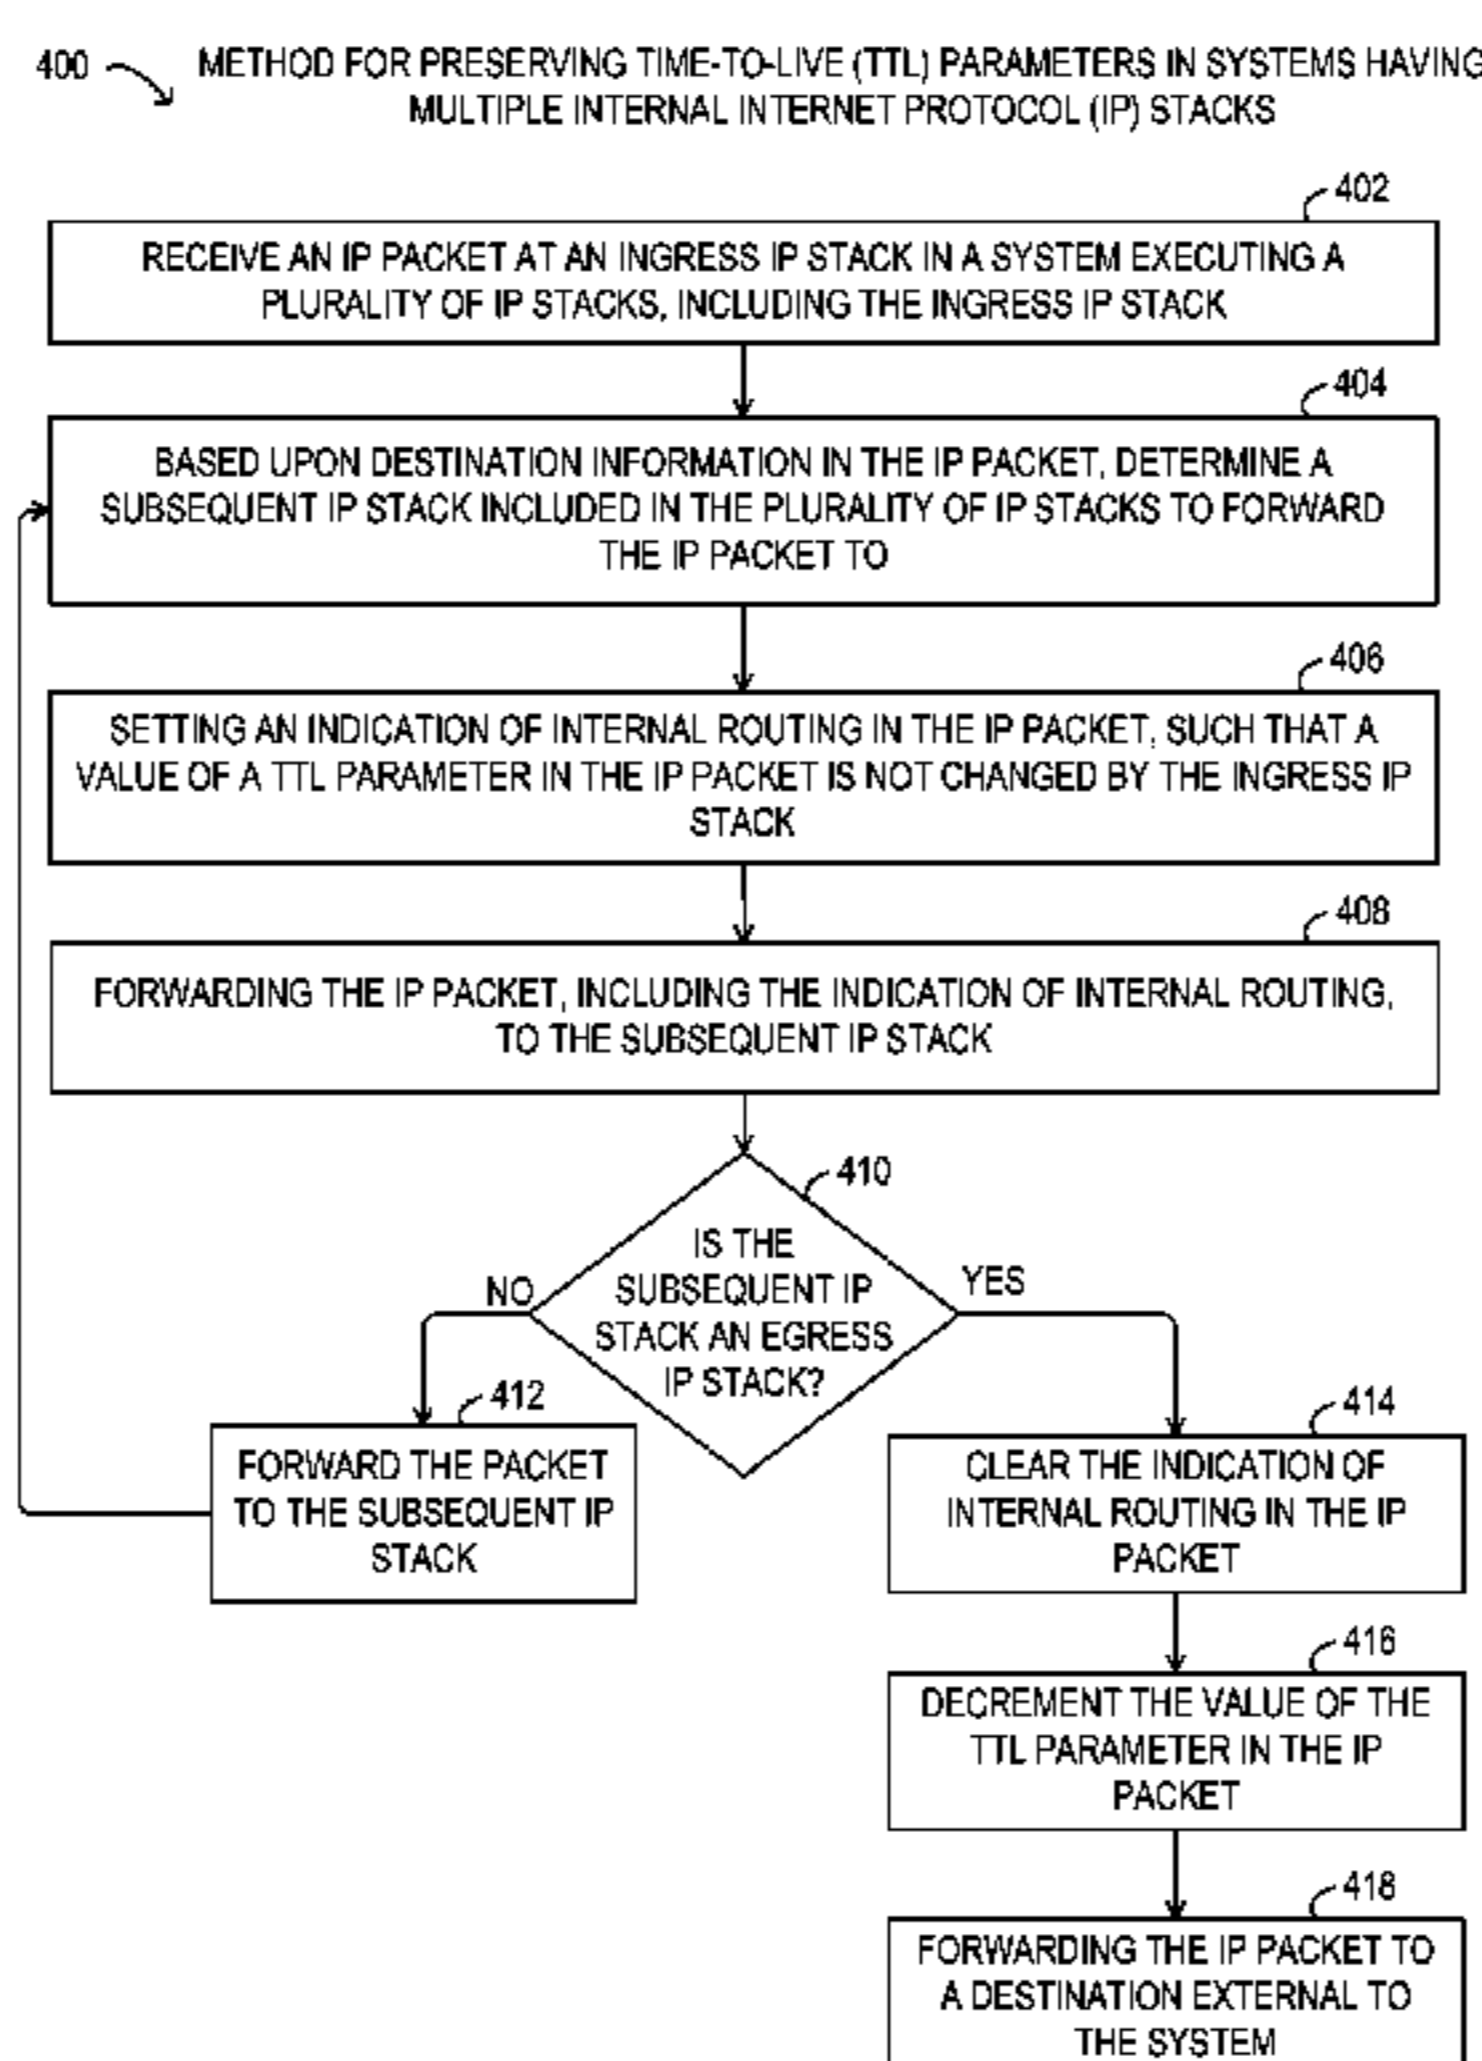 400
METHOD FOR PRESERVING TIME-TO-LIVE (TTL) PARAMETERS IN SYSTEMS HAVING
MULTIPLE INTERNAL INTERNET PROTOCOL (IP) STACKS
402
RECEIVE AN IP PACKET AT AN INGRESS IP STACK IN A SYSTEM EXECUTING A
PLURALITY OF IP STACKS, INCLUDING THE INGRESS IP STACK
404
BASED UPON DESTINATION INFORMATION IN THE IP PACKET, DETERMINE A
SUBSEQUENT IP STACK INCLUDED IN THE PLURALITY OF IP STACKS TO FORWARD
THE IP PACKET TO
406
SETTING AN INDICATION OF INTERNAL ROUTING IN THE IP PACKET, SUCH THAT A
VALUE OF A TTL PARAMETER IN THE IP PACKET IS NOT CHANGED BY THE INGRESS IP
STACK
408
FORWARDING THE IP PACKET, INCLUDING THE INDICATION OF INTERNAL ROUTING,
TO THE SUBSEQUENT IP STACK
410
IS THE
SUBSEQUENT IP
STACK AN EGRESS
IP STACK?
NO
YES
412
FORWARD THE PACKET
TO THE SUBSEQUENT IP
STACK
414
CLEAR THE INDICATION OF
INTERNAL ROUTING IN THE IP
PACKET
416
DECREMENT THE VALUE OF THE
TTL PARAMETER IN THE IP
PACKET
418
FORWARDING THE IP PACKET TO
A DESTINATION EXTERNAL TO
THE SYSTEM